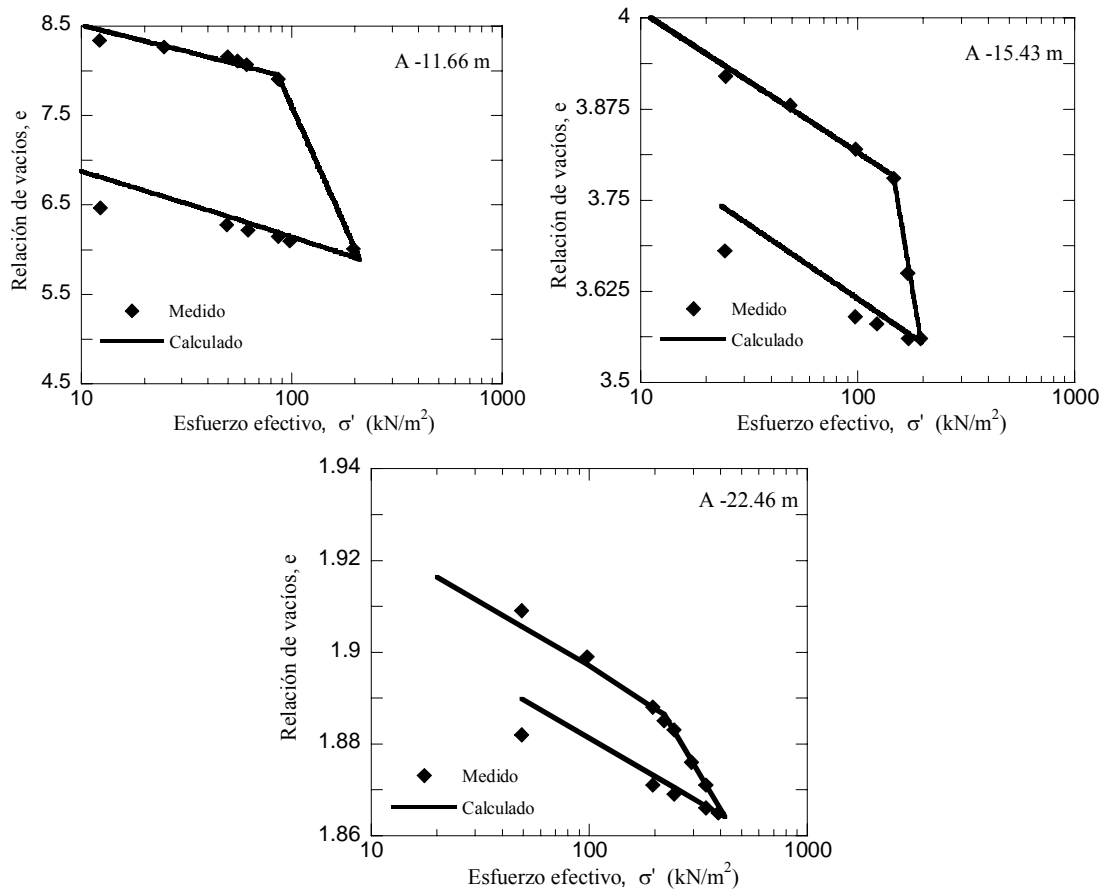 8.5
7.5
6.5
5.5
4.5
Relación de vacíos, e
A -11.66 m
Medido
Calculado
10
100
1000
Esfuerzo efectivo, σ' (kN/m²)
4
3.875
3.75
3.625
3.5
Relación de vacíos, e
A -15.43 m
Medido
Calculado
10
100
1000
Esfuerzo efectivo, σ' (kN/m²)
1.94
1.92
1.9
1.88
1.86
Relación de vacíos, e
A -22.46 m
Medido
Calculado
10
100
1000
Esfuerzo efectivo, σ' (kN/m²)